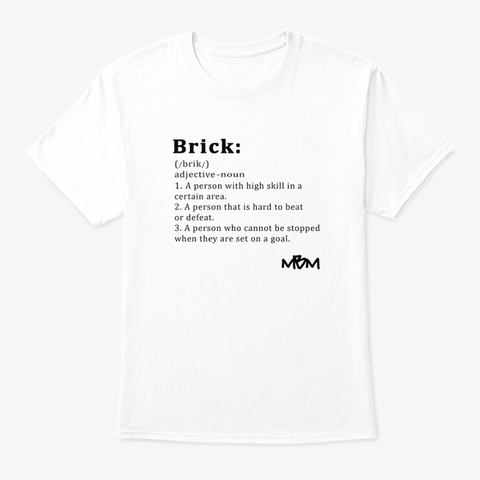 Brick:
(/brik/)
adjective-noun
1. A person with high skill in a
certain area.
2. A person that is hard to beat
or defeat.
3. A person who cannot be stopped
when they are set on a goal.
MBM